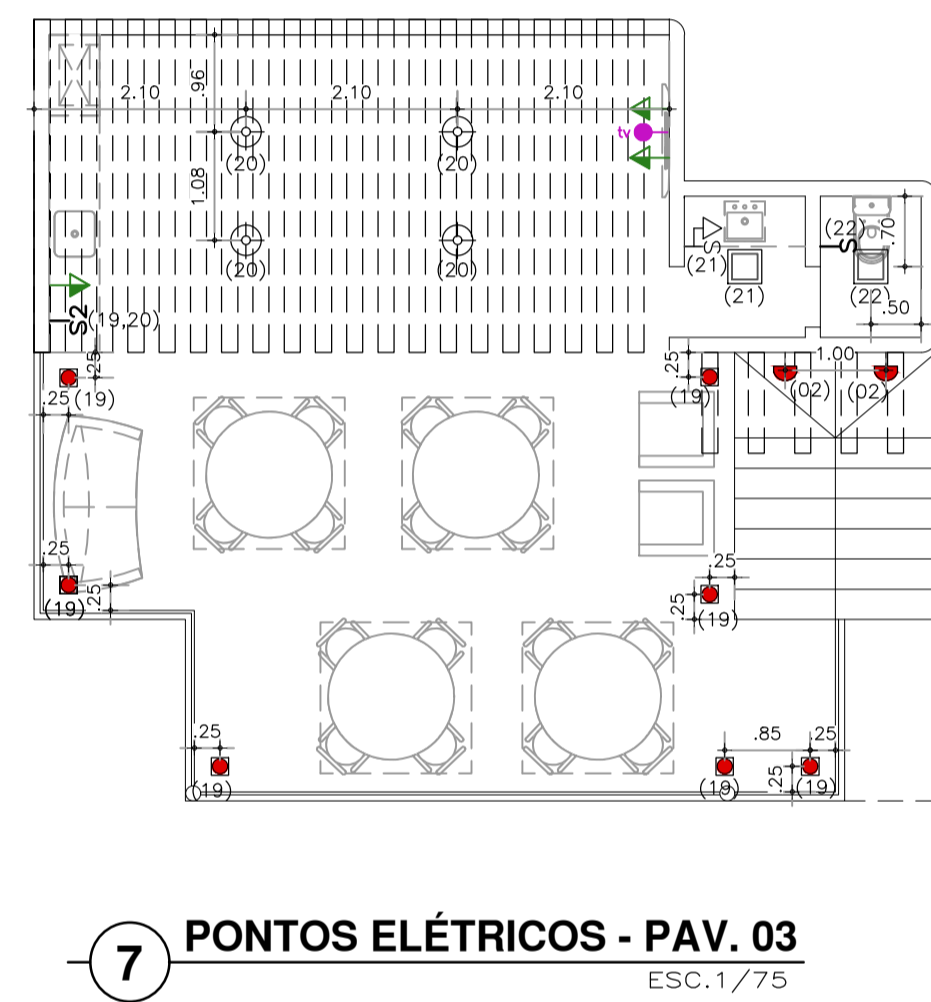 .96
2.10 2.10 2.10
tv
(20) (20)
1.08
(22)
.70
S S
(21)
(20) (20)
(21) (22)
.50
S2 (19,20)
.25 .25 1.00
(19) (19) (02) (02)
.25
.25 .25
.25 .25
(19) (19)
.25 .85 .25
.25
(19) (19) (19)
7 PONTOS ELÉTRICOS - PAV. 03
ESC.1/75